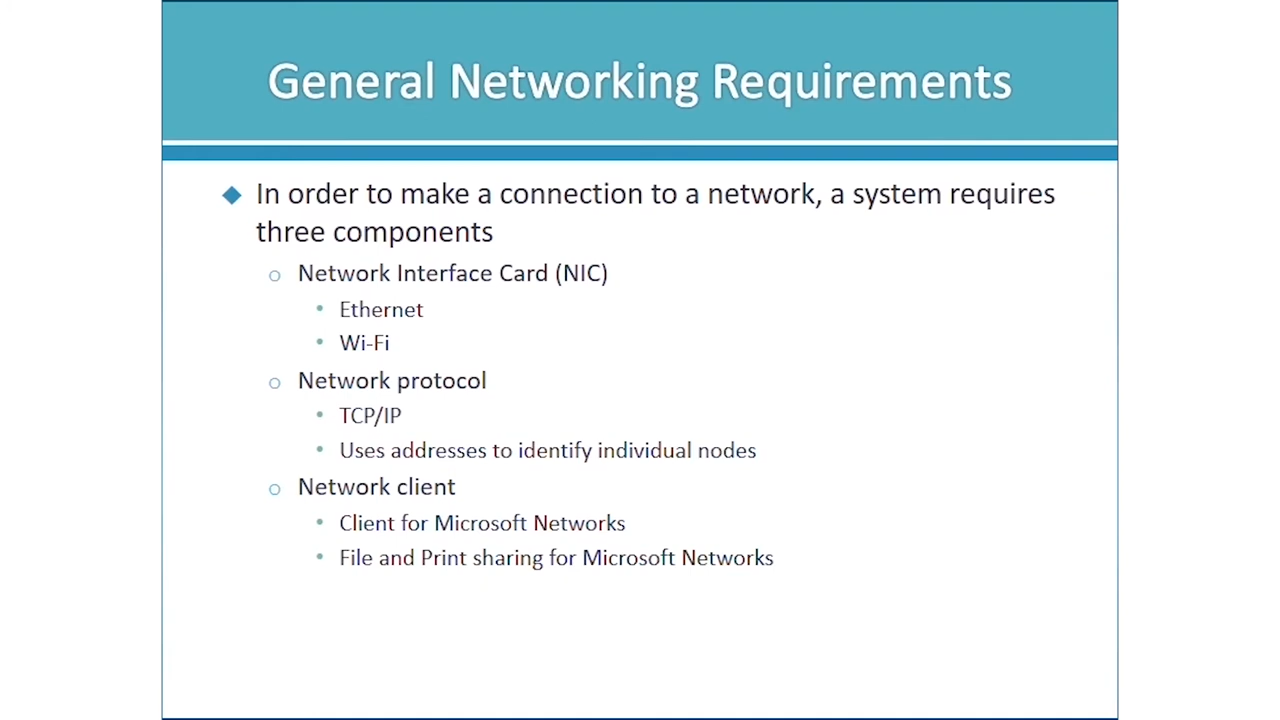 General Networking Requirements
In order to make a connection to a network, a system requires
three components
Network Interface Card (NIC)
Ethernet
Wi-Fi
Network protocol
TCP/IP
Uses addresses to identify individual nodes
Network client
Client for Microsoft Networks
File and Print sharing for Microsoft Networks